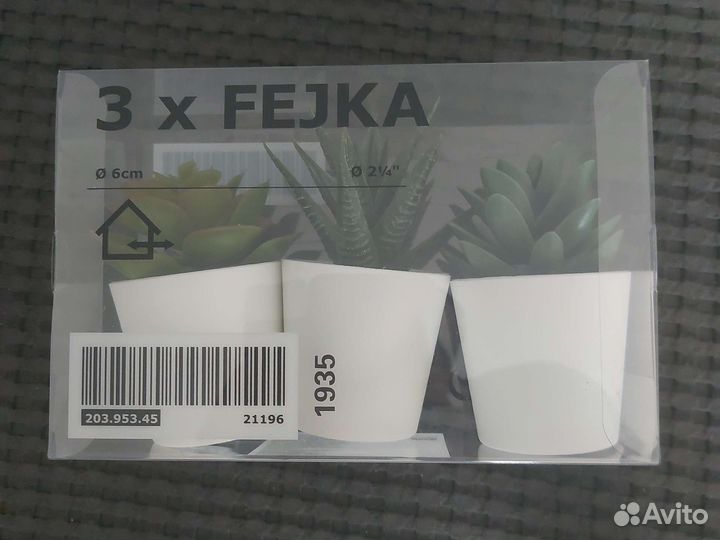 3 x FEJKA
Ø 6cm Ø 2¼"
1935
203.953.45 21196
Avito